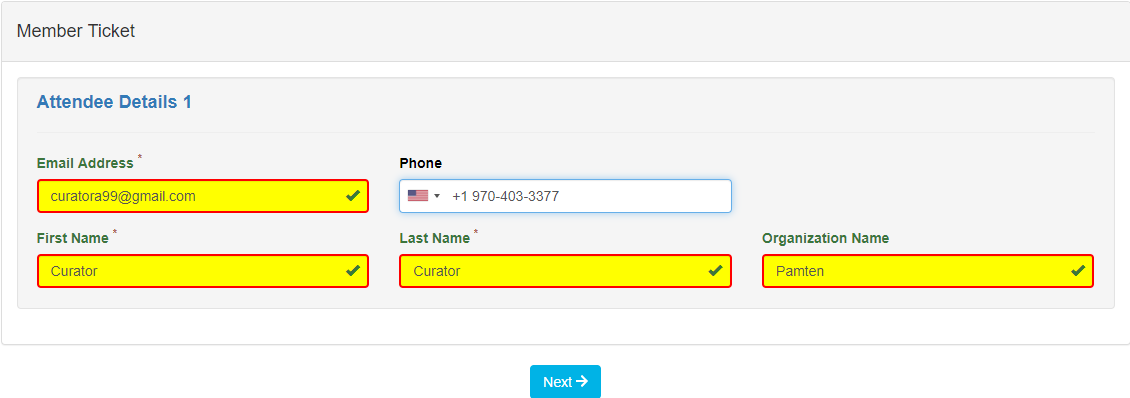 Member Ticket
Attendee Details 1
Email Address * Phone
curatora99@gmail.com +1 970-403-3377
First Name * Last Name * Organization Name
Curator Curator Pamten
Next